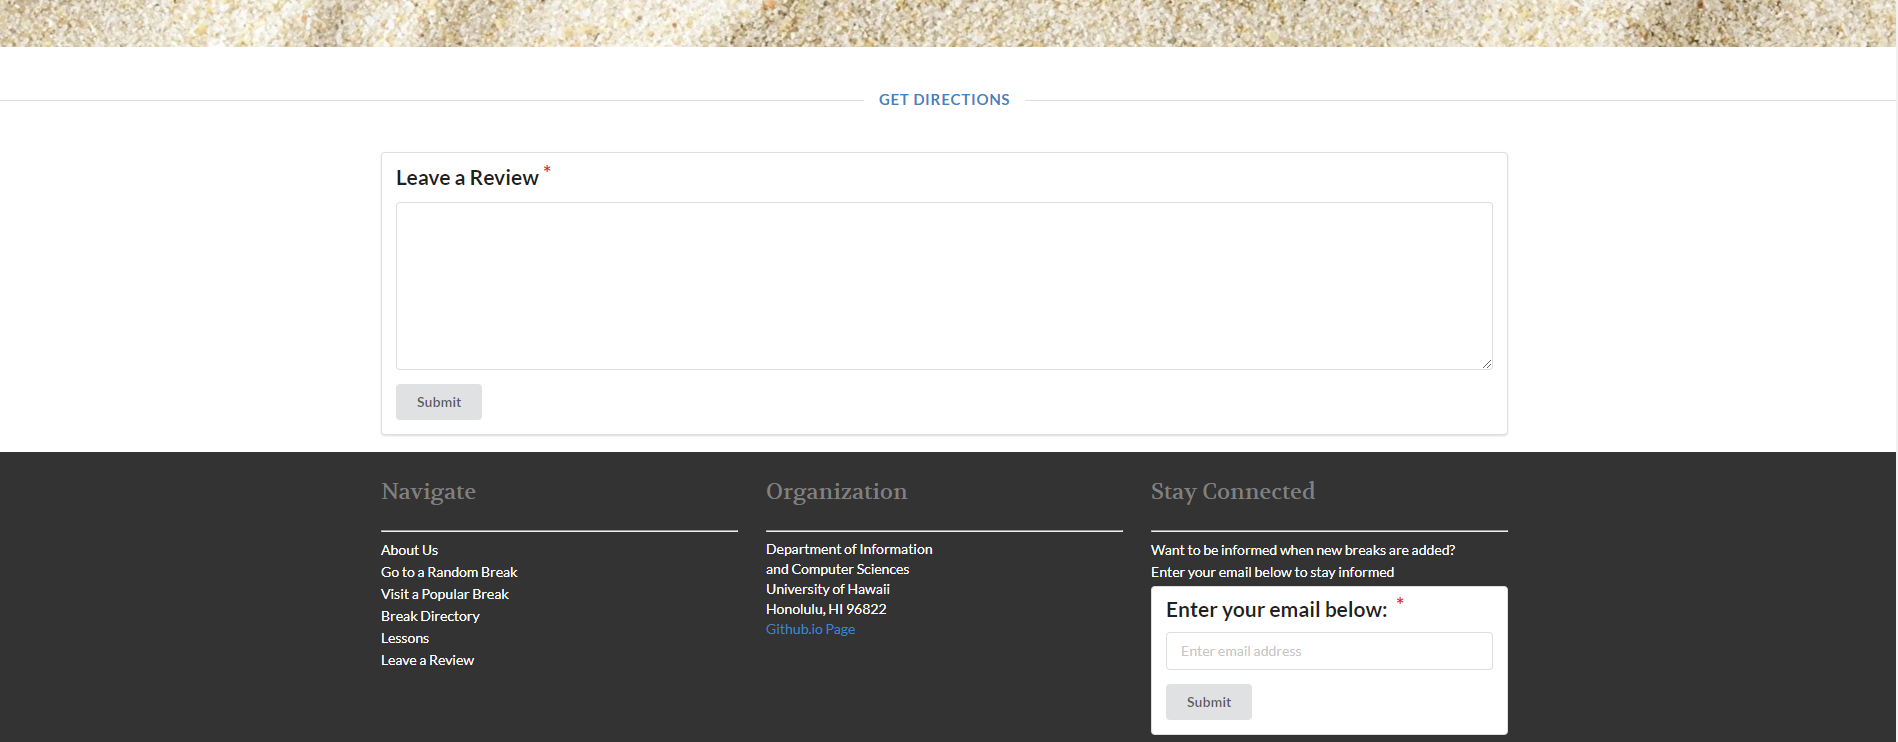 GET DIRECTIONS
Leave a Review *
Submit
Navigate
About Us
Go to a Random Break
Visit a Popular Break
Break Directory
Lessons
Leave a Review
Organization
Department of Information
and Computer Sciences
University of Hawaii
Honolulu, HI 96822
Github.io Page
Stay Connected
Want to be informed when new breaks are added?
Enter your email below to stay informed
Enter your email below: *
Enter email address
Submit